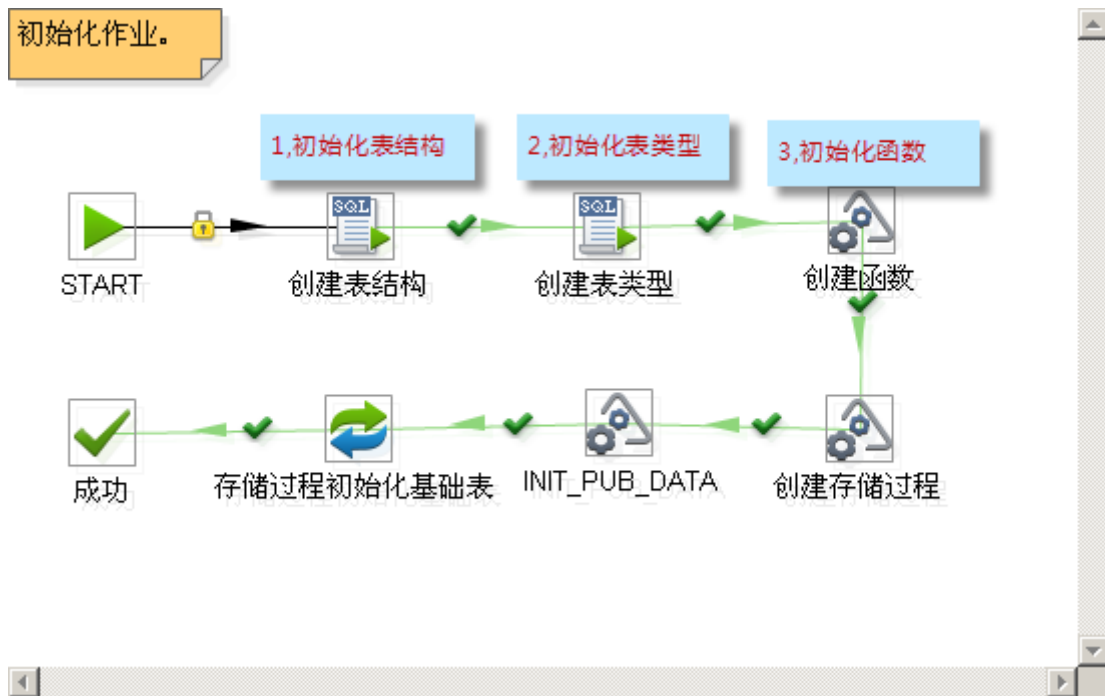 初始化作业。
1,初始化表结构
2,初始化表类型
3,初始化函数
SQL
SQL
START
创建表结构
创建表类型
创建函数
成功
存储过程初始化基础表
INIT_PUB_DATA
创建存储过程